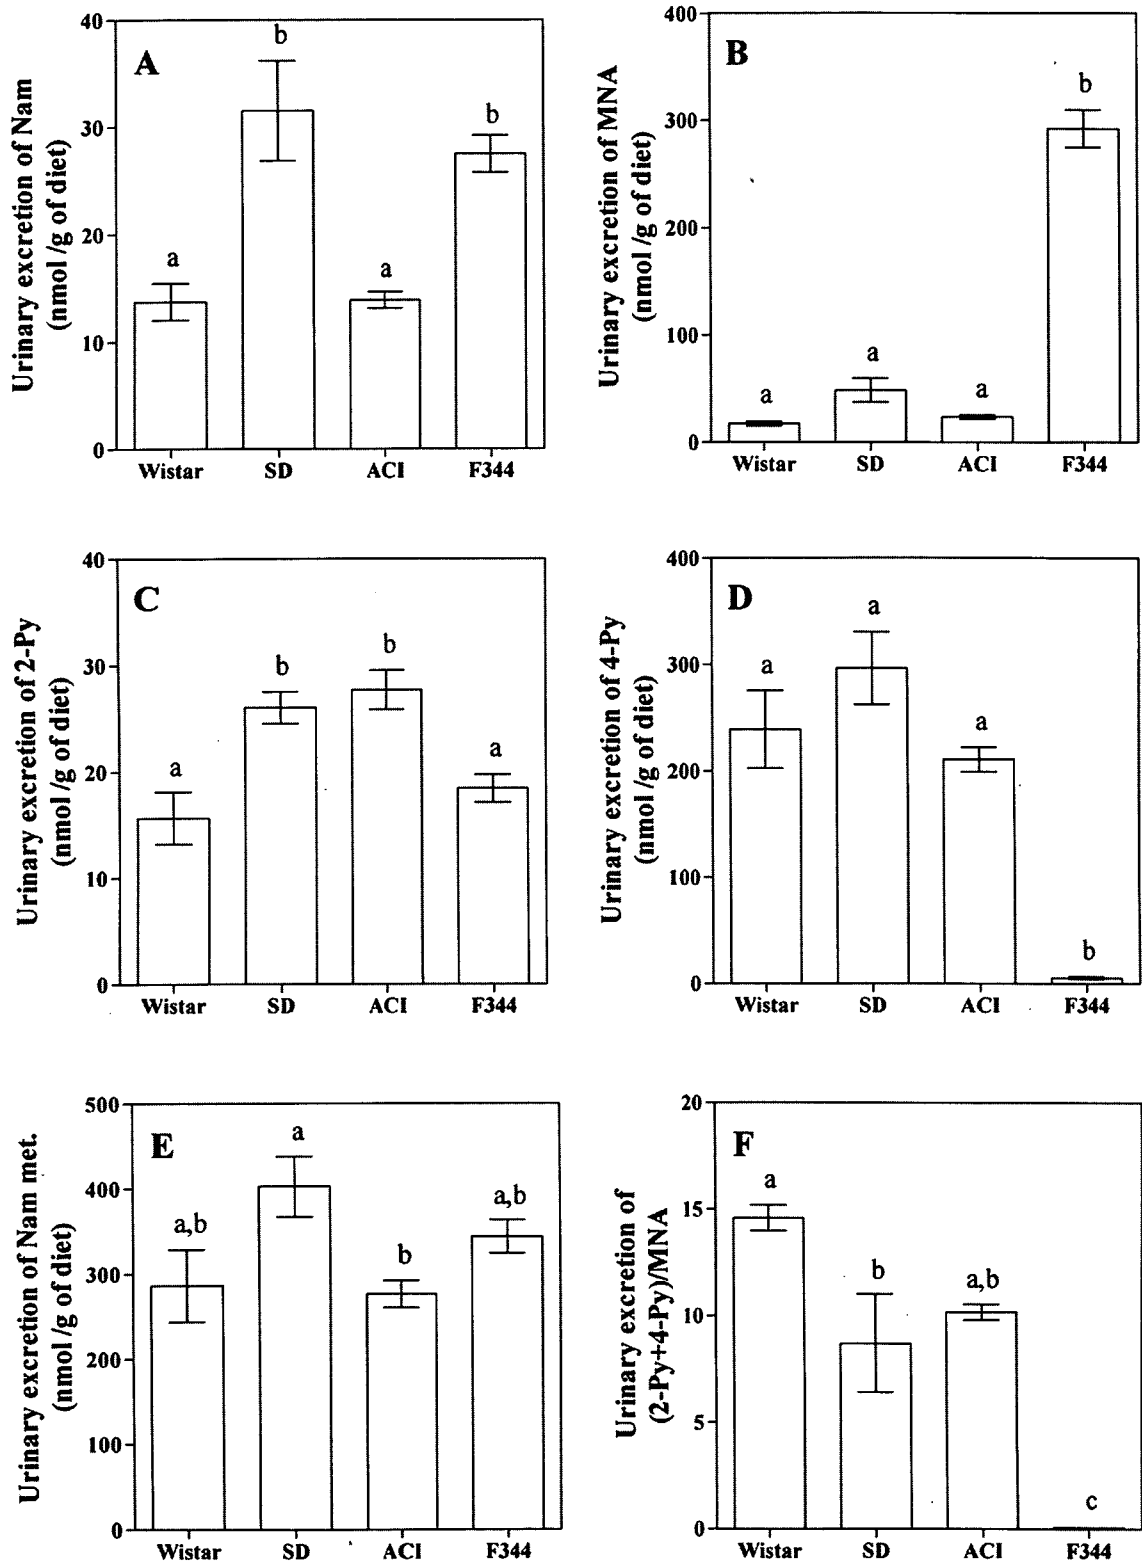 A
Urinary excretion of Nam
(nmol /g of diet)
40
30
20
10
0
a
b
a
b
Wistar SD ACI F344
B
Urinary excretion of MNA
(nmol /g of diet)
400
300
200
100
0
a
a
a
b
Wistar SD ACI F344
C
Urinary excretion of 2-Py
(nmol /g of diet)
40
30
20
10
0
a
b
b
a
Wistar SD ACI F344
D
Urinary excretion of 4-Py
(nmol /g of diet)
400
300
200
100
0
a
a
a
b
Wistar SD ACI F344
E
Urinary excretion of Nam met.
(nmol /g of diet)
500
400
300
200
100
0
a,b
a
b
a,b
Wistar SD ACI F344
F
Urinary excretion of
(2-Py+4-Py)/MNA
20
15
10
5
0
a
b
a,b
c
Wistar SD ACI F344